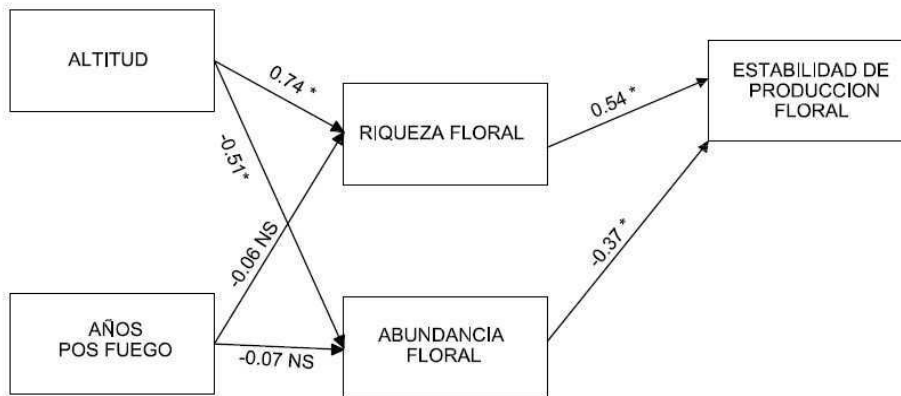 ALTITUD
0.74 *
-0.51*
RIQUEZA FLORAL
0.54 *
ESTABILIDAD DE
PRODUCCION
FLORAL
-0.06 NS
-0.37 *
AÑOS
POS FUEGO
-0.07 NS
ABUNDANCIA
FLORAL